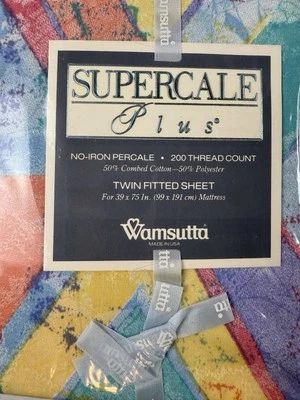 SUPERCALE
Plus®
NO-IRON PERCALE • 200 THREAD COUNT
50% Combed Cotton—50% Polyester
TWIN FITTED SHEET
For 39 x 75 In. (99 x 191 cm) Mattress
Wamsutta
MADE IN USA